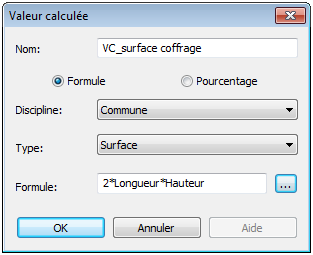 Valeur calculée
Nom: VC_surface coffrage
Formule Pourcentage
Discipline: Commune
Type: Surface
Formule: 2*Longueur*Hauteur ...
OK Annuler Aide